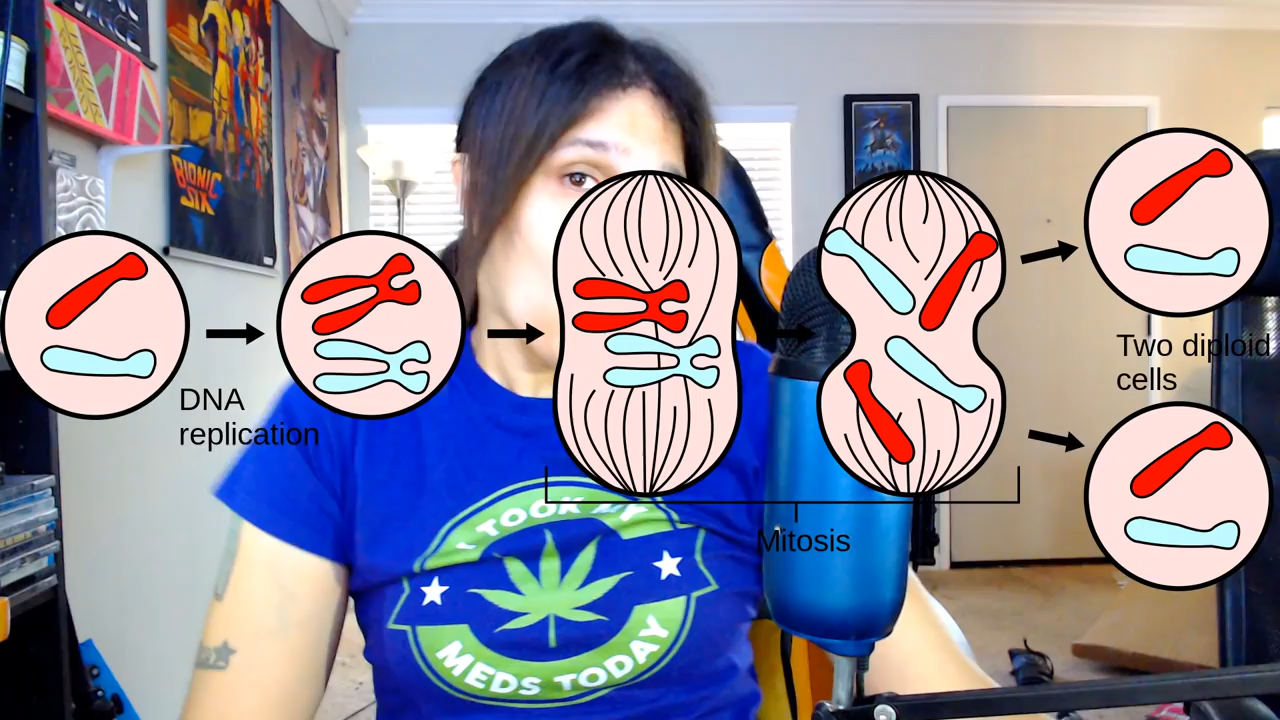 BIONIC
SIX
DNA
replication
Mitosis
Two diploid
cells
I TOOK MY
MEDS TODAY